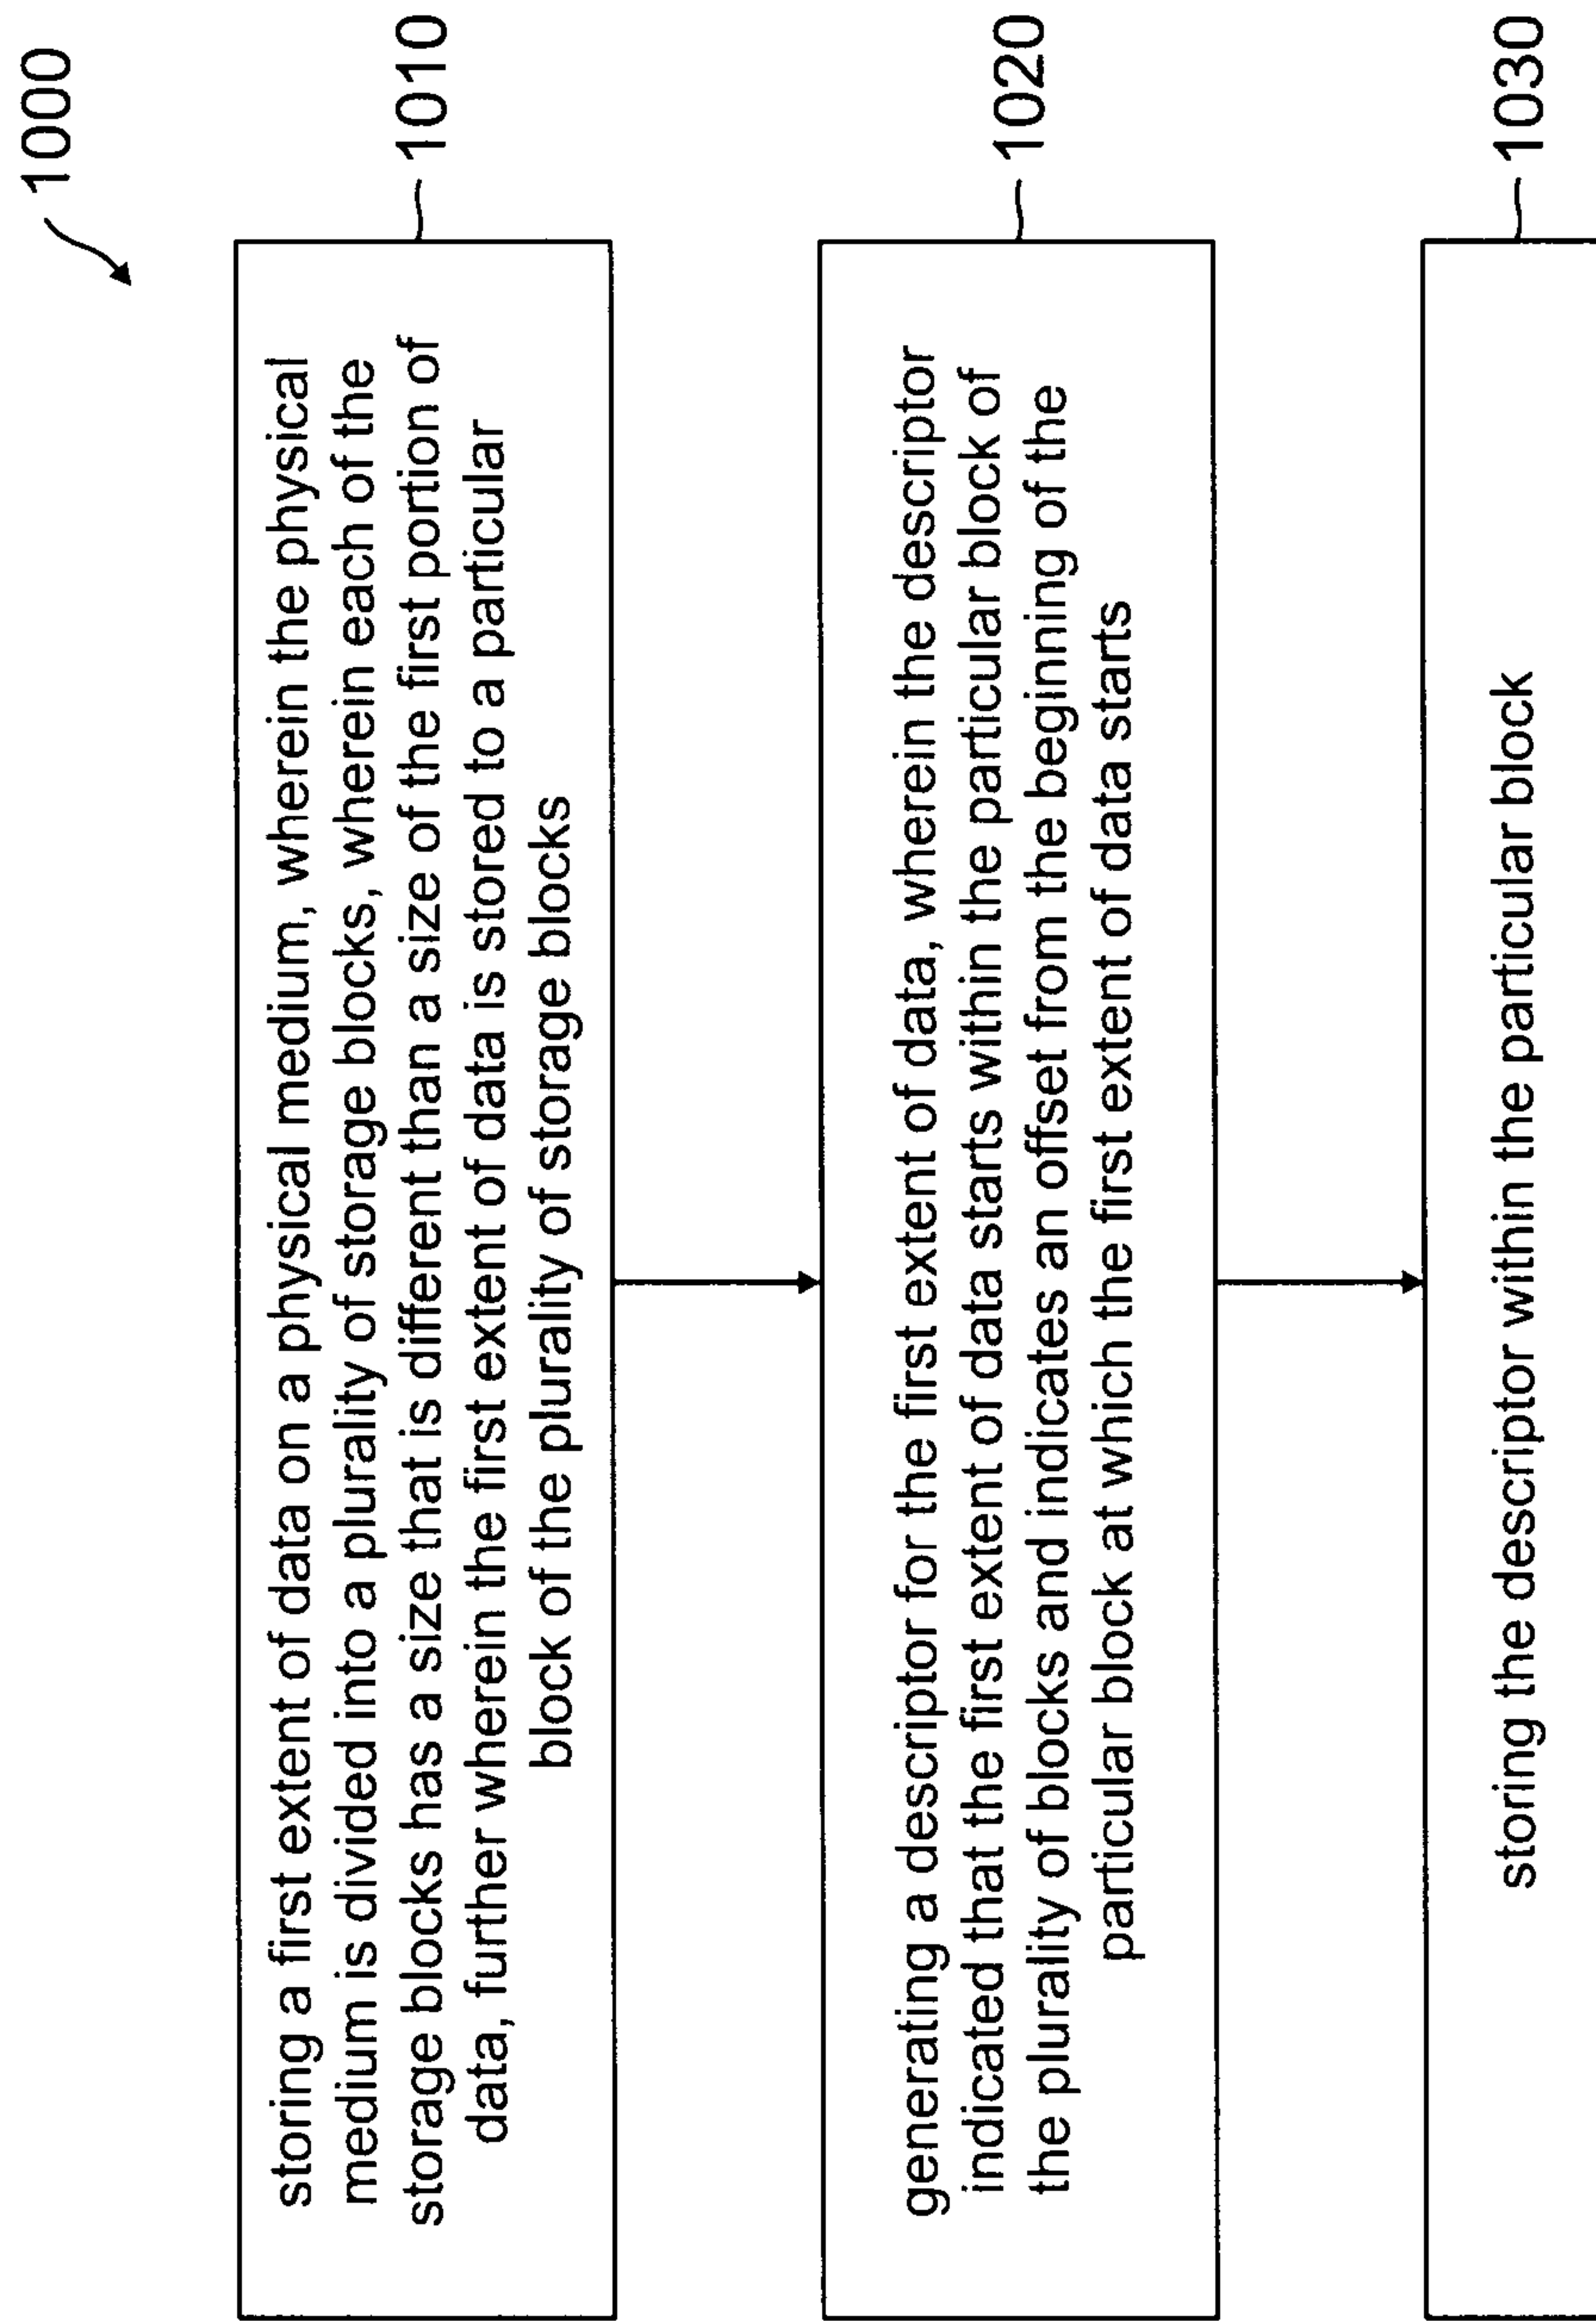 1000
storing a first extent of data on a physical medium, wherein the physical
medium is divided into a plurality of storage blocks, wherein each of the
storage blocks has a size that is different than a size of the first portion of
data, further wherein the first extent of data is stored to a particular
block of the plurality of storage blocks
1010
generating a descriptor for the first extent of data, wherein the descriptor
indicated that the first extent of data starts within the particular block of
the plurality of blocks and indicates an offset from the beginning of the
particular block at which the first extent of data starts
1020
storing the descriptor within the particular block
1030